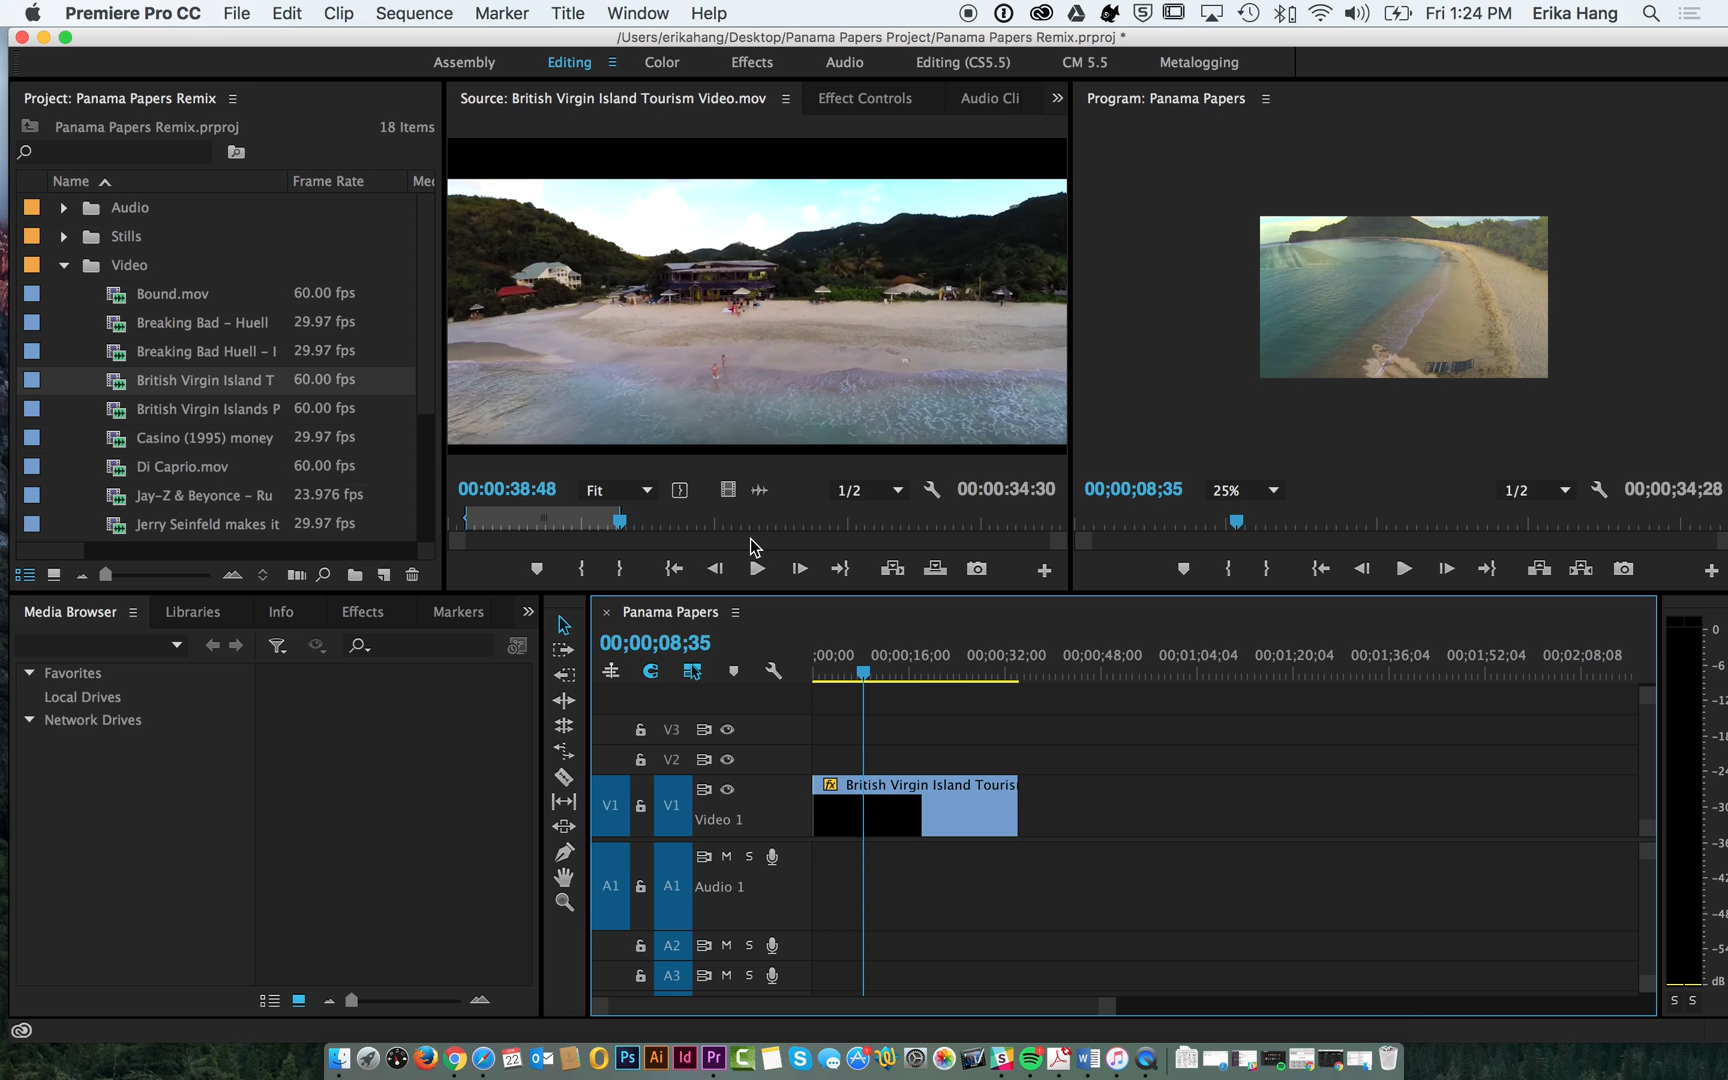 Premiere Pro CC File Edit Clip Sequence Marker Title Window Help Fri 1:24 PM Erika Hang
/Users/erikahang/Desktop/Panama Papers Project/Panama Papers Remix.prproj *
Assembly Editing Color Effects Audio Editing (CS5.5) CM 5.5 Metalogging
Project: Panama Papers Remix
Panama Papers Remix.prproj 18 Items
Name Frame Rate Med
Audio
Stills
Video
Bound.mov 60.00 fps
Breaking Bad – Huell 29.97 fps
Breaking Bad Huell – I 29.97 fps
British Virgin Island T 60.00 fps
British Virgin Islands P 60.00 fps
Casino (1995) money 29.97 fps
Di Caprio.mov 60.00 fps
Jay-Z & Beyonce – Ru 23.976 fps
Jerry Seinfeld makes it 29.97 fps
Source: British Virgin Island Tourism Video.mov Effect Controls Audio Cli
00:00:38:48 Fit 1/2 00:00:34:30
Program: Panama Papers
00;00;08;35 25% 1/2 00;00;34;28
Media Browser Libraries Info Effects Markers
Favorites
Local Drives
Network Drives
Panama Papers
00;00;08;35
;00;00 00;00;16;00 00;00;32;00 00;00;48;00 00;01;04;04 00;01;20;04 00;01;36;04 00;01;52;04 00;02;08;08
V3
V2
V1 V1 Video 1
fx British Virgin Island Touris
A1 A1 M S Audio 1
A2 M S
A3 M S
0
-6
-12
-18
-24
-30
-36
-42
-48
-54
dB
S S
Ps Ai Id Pr